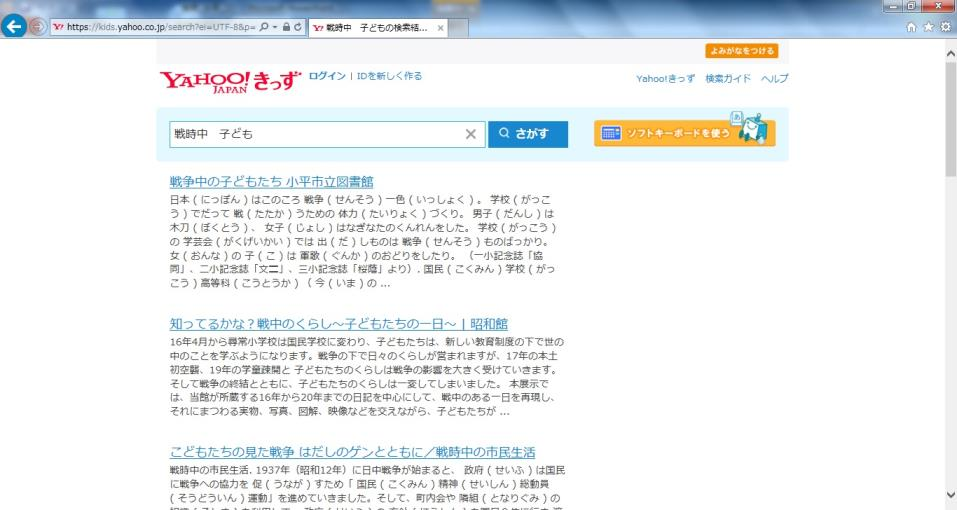 https://kids.yahoo.co.jp/search?ei=UTF-8&p=
戦時中 子どもの検索結...
よみがなをつける
YAHOO! JAPAN きっず
ログイン | IDを新しく作る
Yahoo!きっず 検索ガイド ヘルプ
戦時中 子ども
さがす
ソフトキーボードを使う
あ
戦争中の子どもたち 小平市立図書館
日本 ( にっぽん ) はこのころ 戦争 ( せんそう ) 一色 ( いっしょく ) 。 学校 ( がっこ
う ) でだって 戦 ( たたか ) うための 体力 ( たいりょく ) づくり。 男子 ( だんし ) は
木刀 ( ぼくとう ) 、 女子 ( じょし ) はなぎなたのくんれんをした。 学校 ( がっこう )
の 学芸会 ( がくげいかい ) では 出 ( だ ) しものは 戦争 ( せんそう ) ものばっかり。
女 ( おんな ) の 子 ( こ ) は 軍歌 ( ぐんか ) のおどりをしたり。 （一小記念誌「協
同」、二小記念誌「文二」、三小記念誌「桜蔭」より）. 国民 ( こくみん ) 学校 ( がっ
こう ) 高等科 ( こうとうか ) （ 今 ( いま ) の ...
知ってるかな？戦中のくらし～子どもたちの一日～ | 昭和館
16年4月から尋常小学校は国民学校に変わり、子どもたちは、新しい教育制度の下で世の
中のことを学ぶようになります。戦争の下で日々のくらしが営まれますが、17年の本土
初空襲、19年の学童疎開と 子どもたちのくらしは戦争の影響を大きく受けていきます。
そして戦争の終結とともに、子どもたちのくらしは一変してしまいました。 本展示で
は、当館が所蔵する16年から20年までの日記を中心にして、戦中のある一日を再現し、
それにまつわる実物、写真、図解、映像などを交えながら、子どもたちが ...
こどもたちの見た戦争 はだしのゲンとともに／戦時中の市民生活
戦時中の市民生活. 1937年（昭和12年）に日中戦争が始まると、 政府 ( せいふ ) は国民
に戦争への協力を 促 ( うなが ) すため「 国民 ( こくみん ) 精神 ( せいしん ) 総動員
( そうどういん ) 運動」を進めていきました。そして、町内会や 隣組 ( となりぐみ ) の